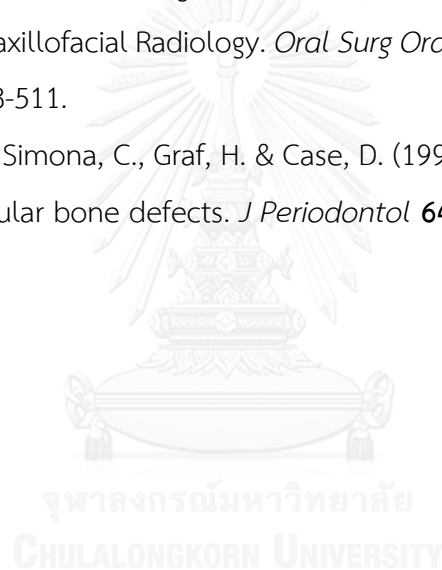 axillofacial Radiology. Oral Surg Ora
3-511.
Simona, C., Graf, H. & Case, D. (199
ular bone defects. J Periodontol 64
จุฬาลงกรณ์มหาวิทยาลัย
CHULALONGKORN UNIVERSITY